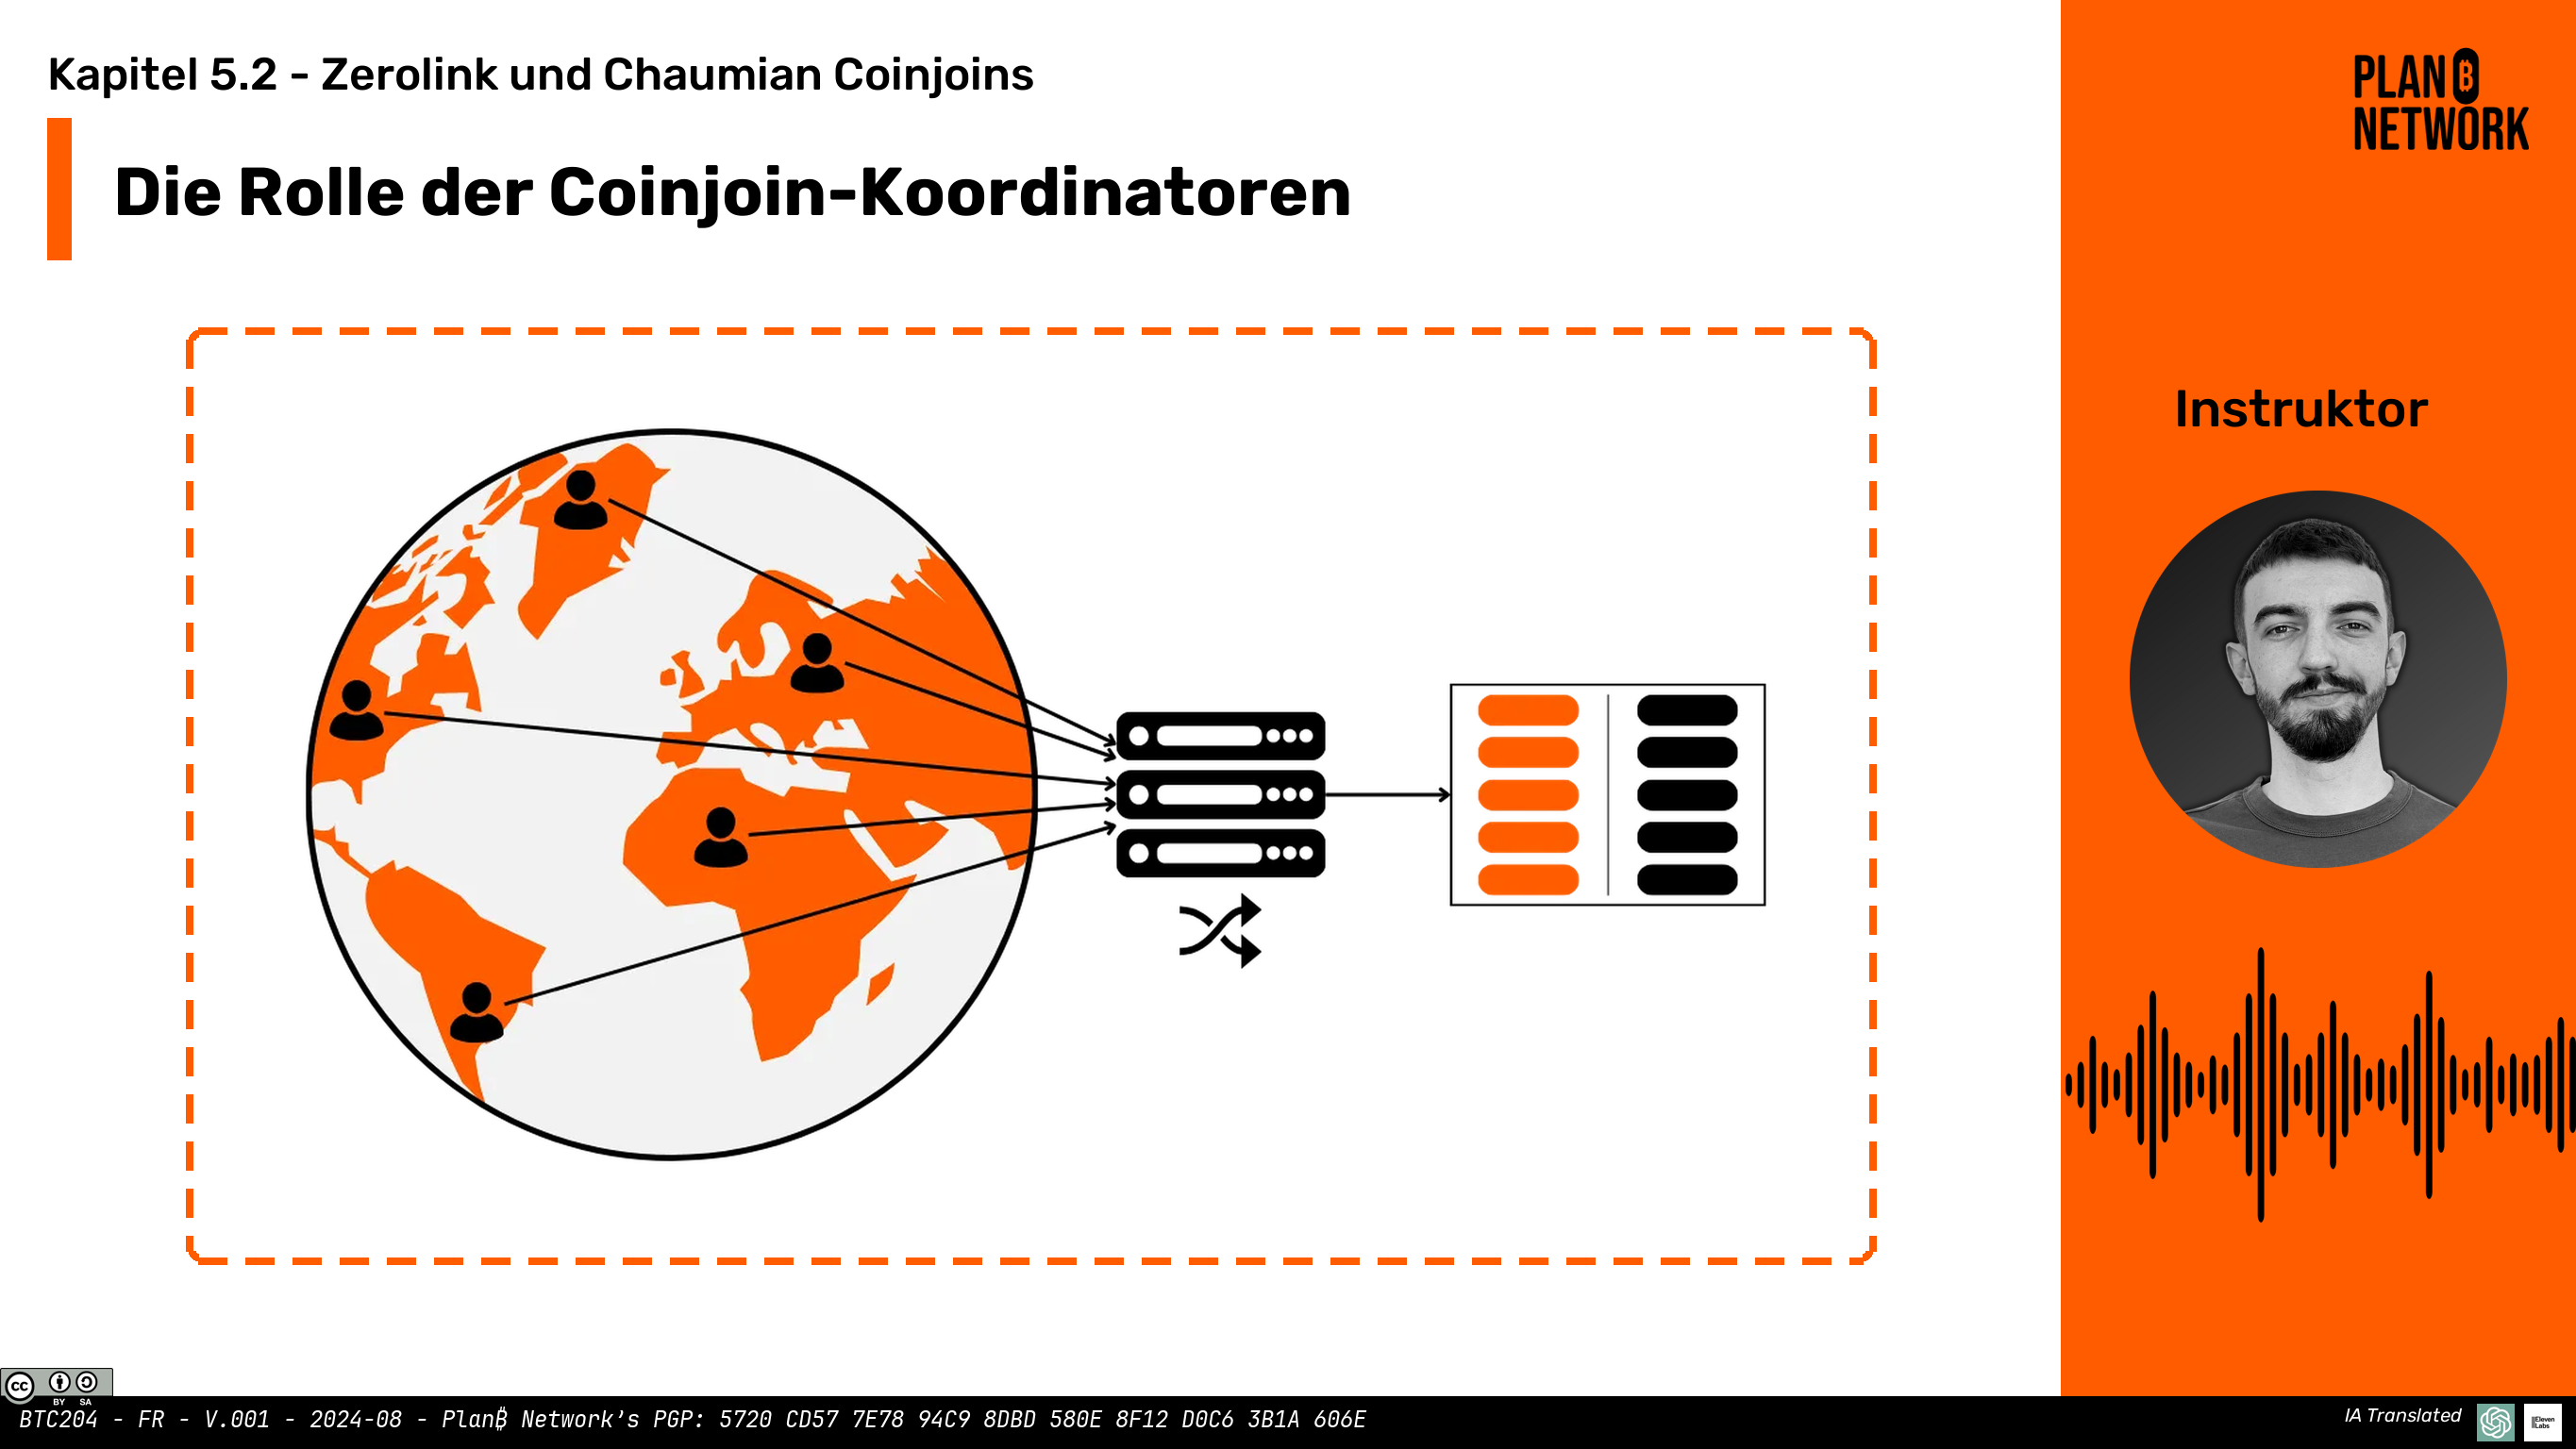 Kapitel 5.2 - Zerolink und Chaumian Coinjoins
PLAN ₿
NETWORK
Die Rolle der Coinjoin-Koordinatoren
Instruktor
cc
BY SA
BTC204 - FR - V.001 - 2024-08 - Plan₿ Network's PGP: 5720 CD57 7E78 94C9 8DBD 580E 8F12 D0C6 3B1A 606E
IA Translated
ElevenLabs